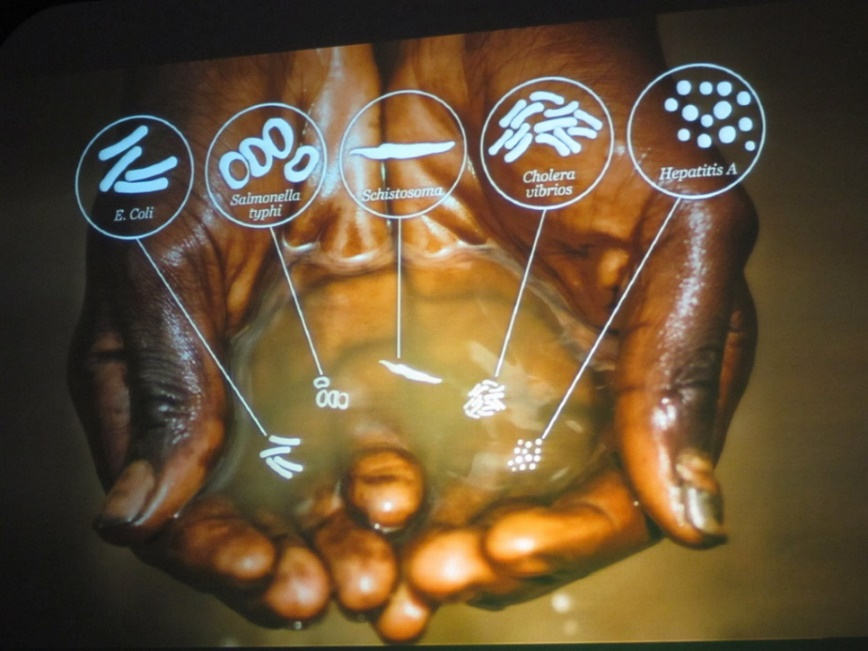 E. Coli
Salmonella
typhi
Schistosoma
Cholera
vibrios
Hepatitis A